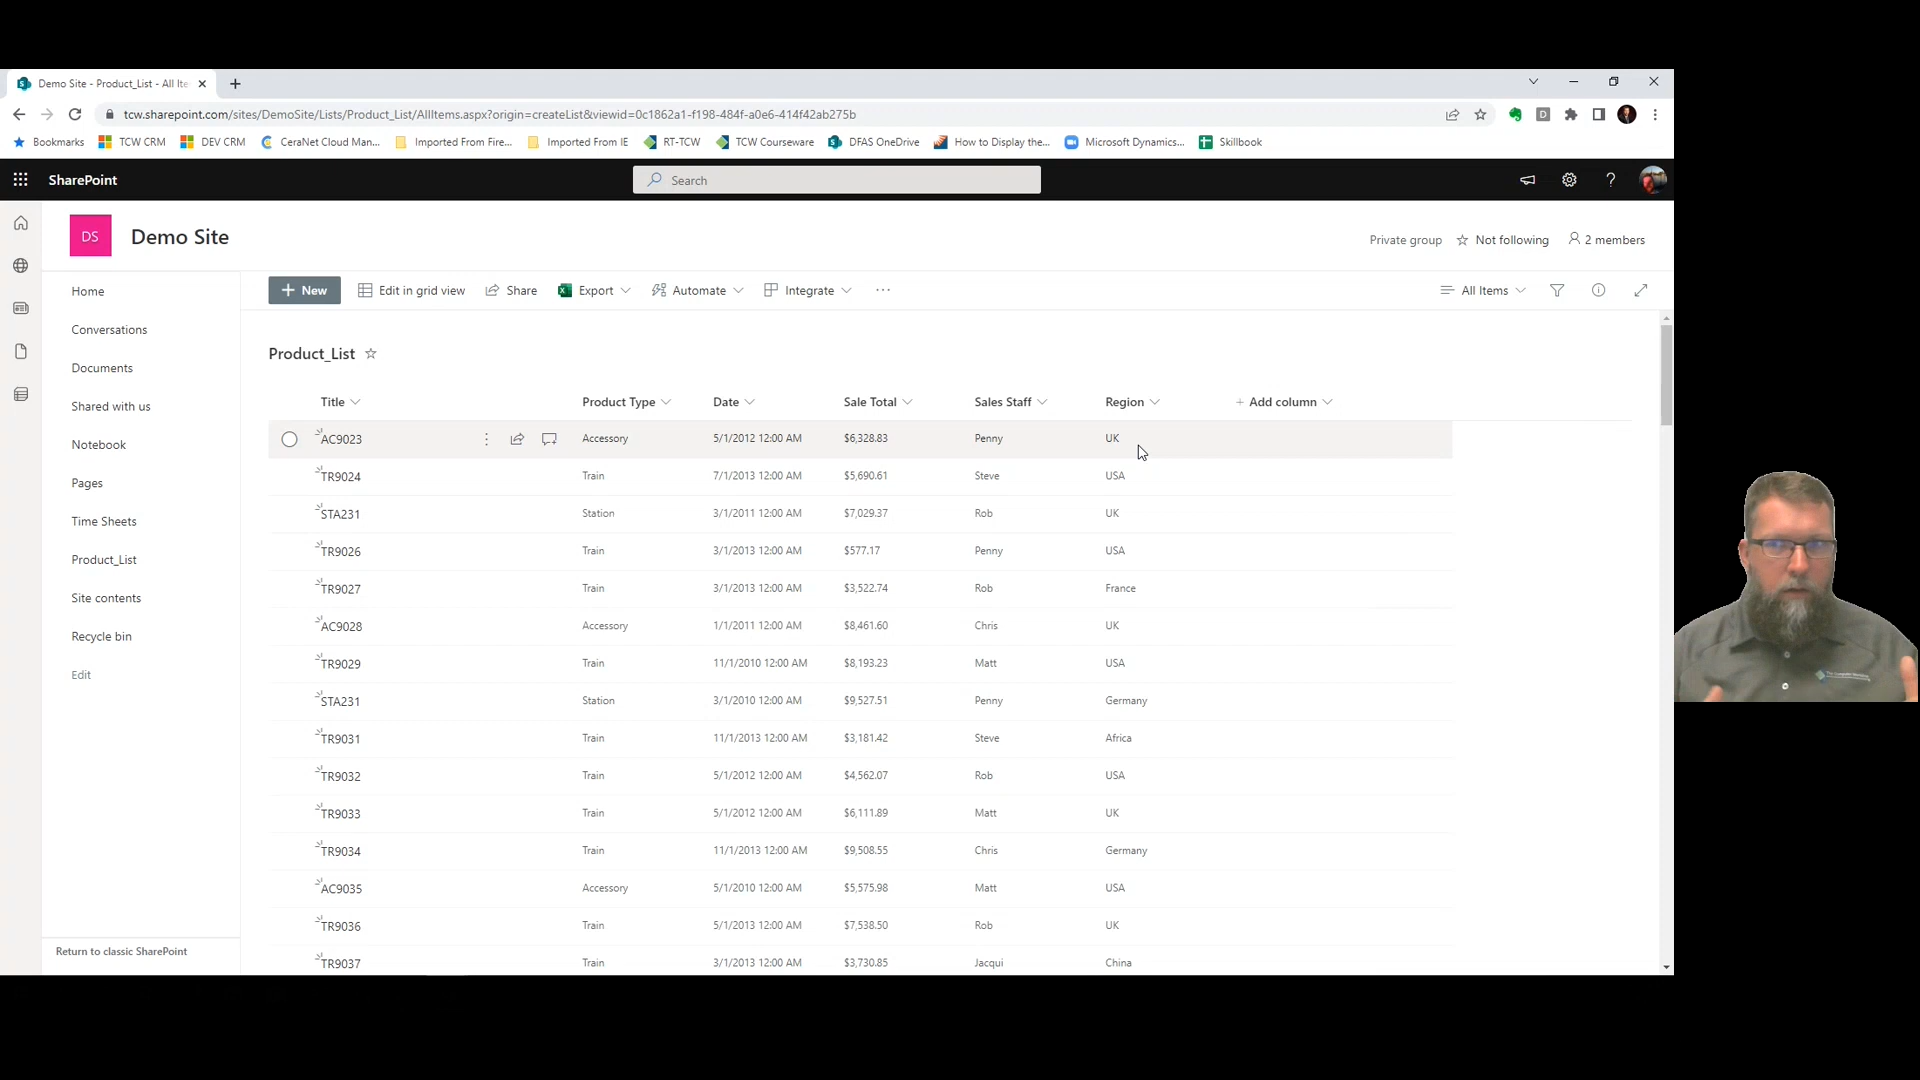 Demo Site - Product_List - All Ite
tcw.sharepoint.com/sites/DemoSite/Lists/Product_List/AllItems.aspx?origin=createList&viewid=0c1862a1-f198-484f-a0e6-414f42ab275b
Bookmarks TCW CRM DEV CRM CeraNet Cloud Man... Imported From Fire... Imported From IE RT-TCW TCW Courseware DFAS OneDrive How to Display the... Microsoft Dynamics... Skillbook
SharePoint Search
DS Demo Site Private group Not following 2 members
Home
Conversations
Documents
Shared with us
Notebook
Pages
Time Sheets
Product_List
Site contents
Recycle bin
Edit
Return to classic SharePoint
+ New Edit in grid view Share Export Automate Integrate ... All Items
Product_List
Title Product Type Date Sale Total Sales Staff Region + Add column
AC9023 Accessory 5/1/2012 12:00 AM $6,328.83 Penny UK
TR9024 Train 7/1/2013 12:00 AM $5,690.61 Steve USA
STA231 Station 3/1/2011 12:00 AM $7,029.37 Rob UK
TR9026 Train 3/1/2013 12:00 AM $577.17 Penny USA
TR9027 Train 3/1/2013 12:00 AM $3,522.74 Rob France
AC9028 Accessory 1/1/2011 12:00 AM $8,461.60 Chris UK
TR9029 Train 11/1/2010 12:00 AM $8,193.23 Matt USA
STA231 Station 3/1/2010 12:00 AM $9,527.51 Penny Germany
TR9031 Train 11/1/2013 12:00 AM $3,181.42 Steve Africa
TR9032 Train 5/1/2012 12:00 AM $4,562.07 Rob USA
TR9033 Train 5/1/2012 12:00 AM $6,111.89 Matt UK
TR9034 Train 11/1/2013 12:00 AM $9,508.55 Chris Germany
AC9035 Accessory 5/1/2010 12:00 AM $5,575.98 Matt USA
TR9036 Train 5/1/2013 12:00 AM $7,538.50 Rob UK
TR9037 Train 3/1/2013 12:00 AM $3,730.85 Jacqui China